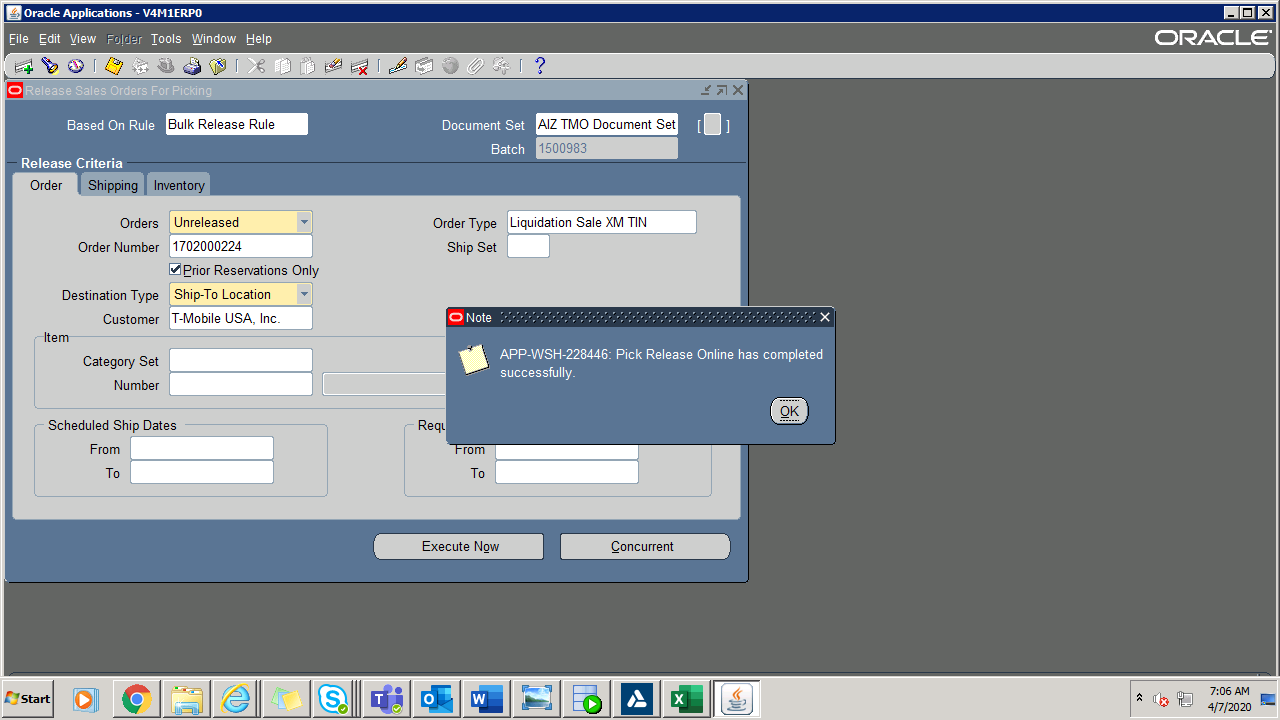 Oracle Applications - V4M1ERP0
File Edit View Folder Tools Window Help
ORACLE
Release Sales Orders For Picking
Based On Rule Bulk Release Rule Document Set AIZ TMO Document Set [ ]
Batch 1500983
Release Criteria
Order Shipping Inventory
Orders Unreleased Order Type Liquidation Sale XM TIN
Order Number 1702000224 Ship Set
Prior Reservations Only
Destination Type Ship-To Location
Customer T-Mobile USA, Inc.
Item
Category Set
Number
Note
APP-WSH-228446: Pick Release Online has completed
successfully.
OK
Scheduled Ship Dates Requ
From From
To To
Execute Now Concurrent
Start
7:06 AM
4/7/2020